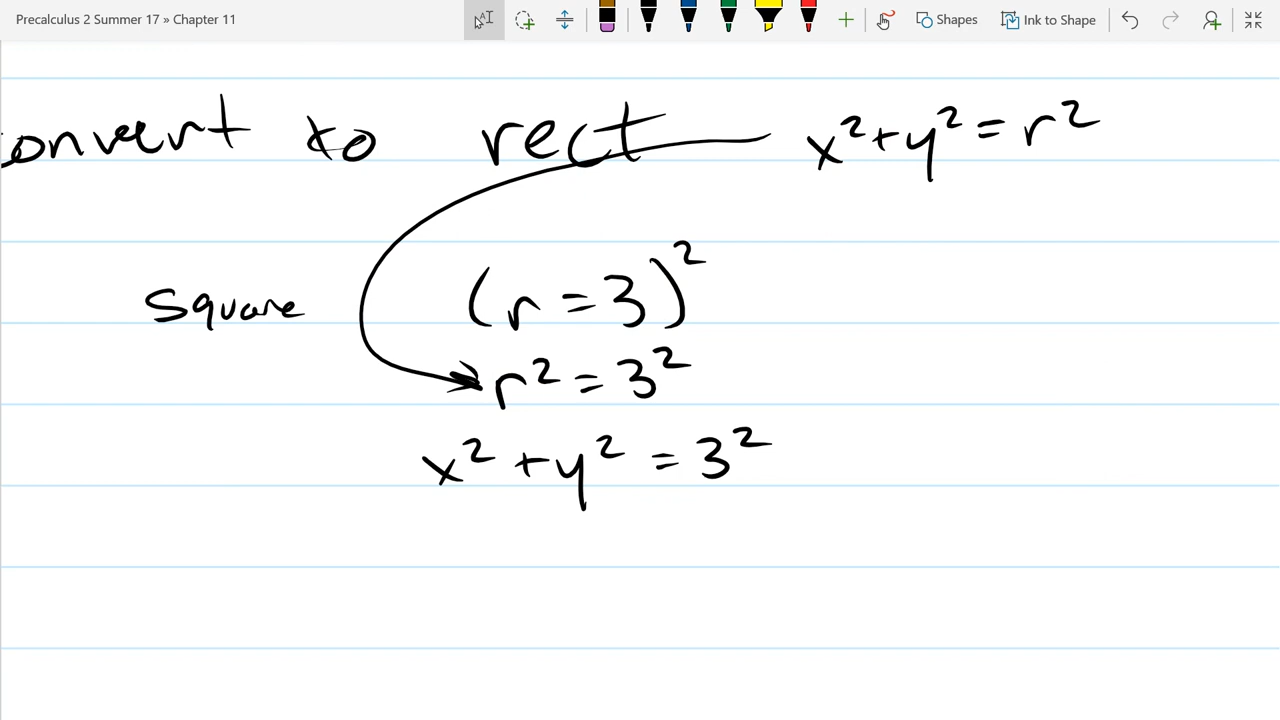 Precalculus 2 Summer 17 » Chapter 11
Shapes
Ink to Shape
onvert to rect x²+y²=r²
square (r=3)²
r²=3²
x²+y²=3²